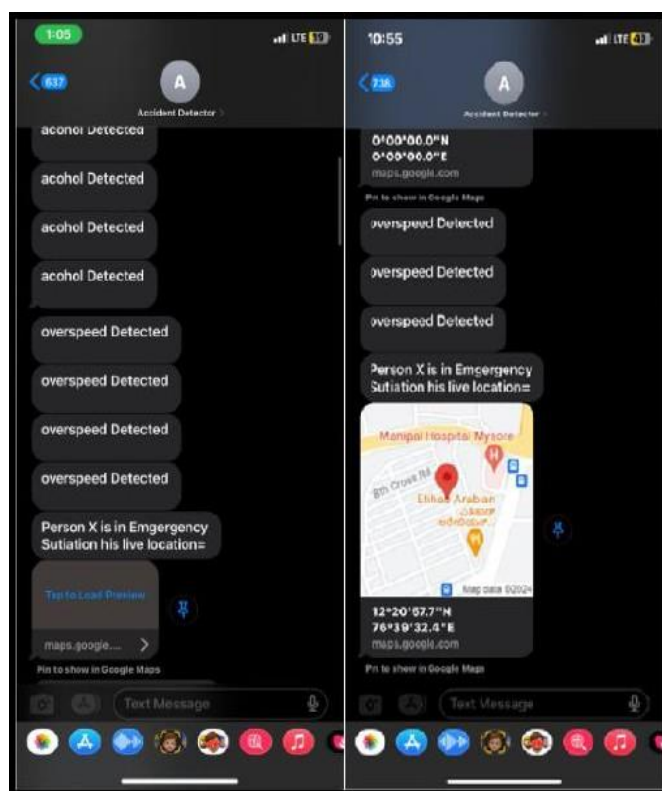 1:05
LTE
637
A
Accident Detector
acohol Detected
acohol Detected
acohol Detected
acohol Detected
overspeed Detected
overspeed Detected
overspeed Detected
overspeed Detected
Person X is in Emgergency
Sutiation his live location=
Tap to Load Preview
maps.google....
Pin to show in Google Maps
Text Message
10:55
LTE
A
Accident Detector
0°00'00.0"N
0°00'00.0"E
maps.google.com
Pin to show in Google Maps
overspeed Detected
overspeed Detected
overspeed Detected
Person X is in Emgergency
Sutiation his live location=
Manipal Hospital Mysore
8th Cross Rd
Arabian
Map data ©2024
12°20'57.7"N
76°39'32.4"E
maps.google.com
Pin to show in Google Maps
Text Message